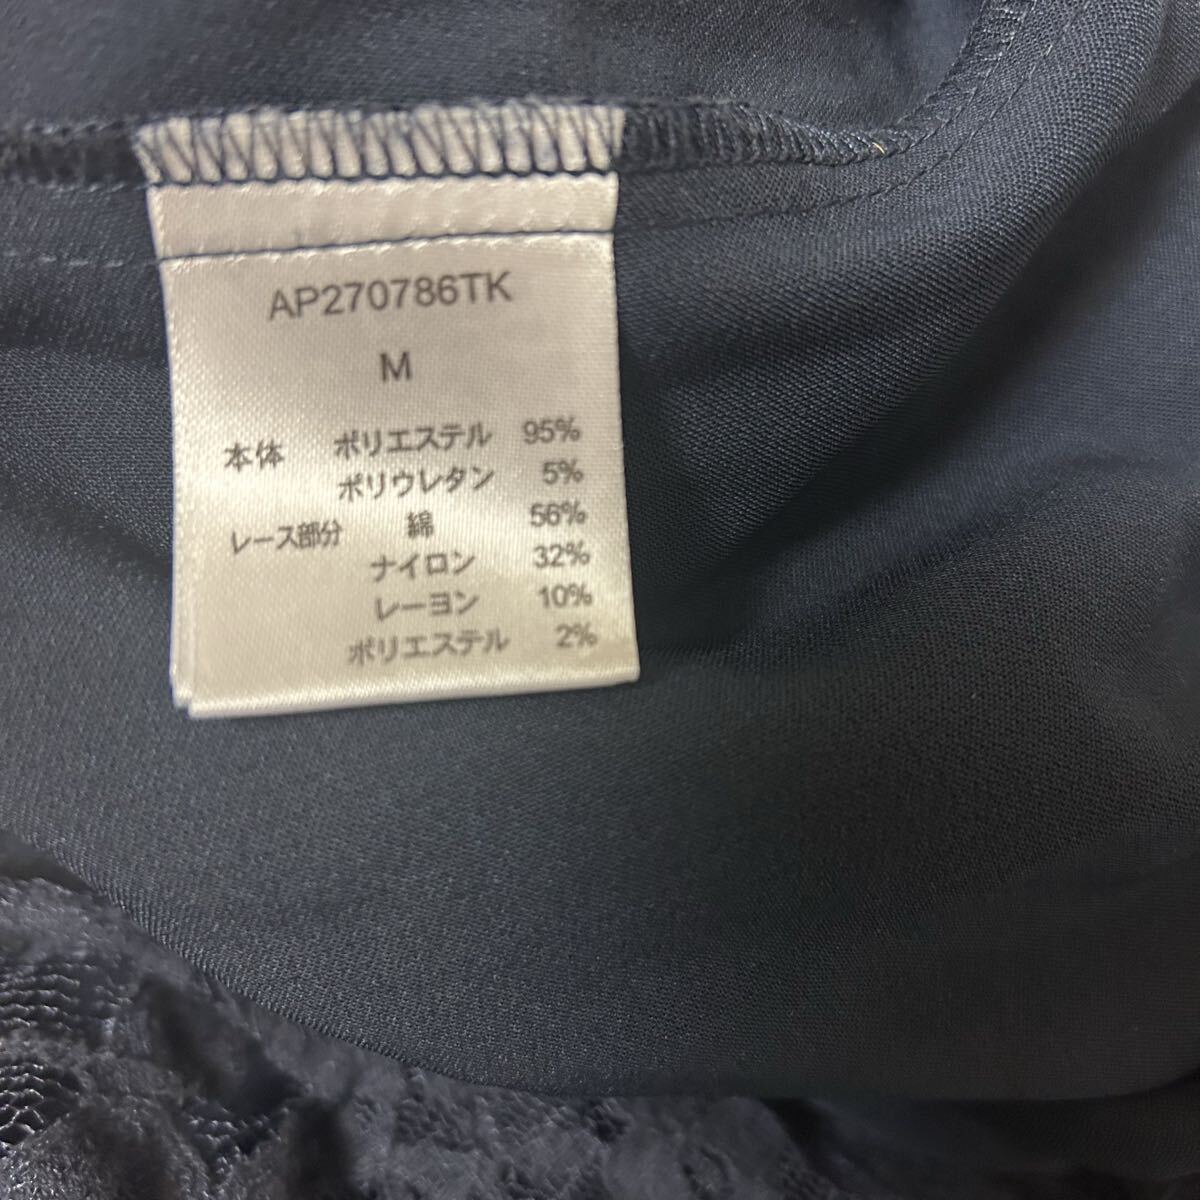 AP270786TK
M
本体 ポリエステル 95%
ポリウレタン 5%
レース部分 綿 56%
ナイロン 32%
レーヨン 10%
ポリエステル 2%